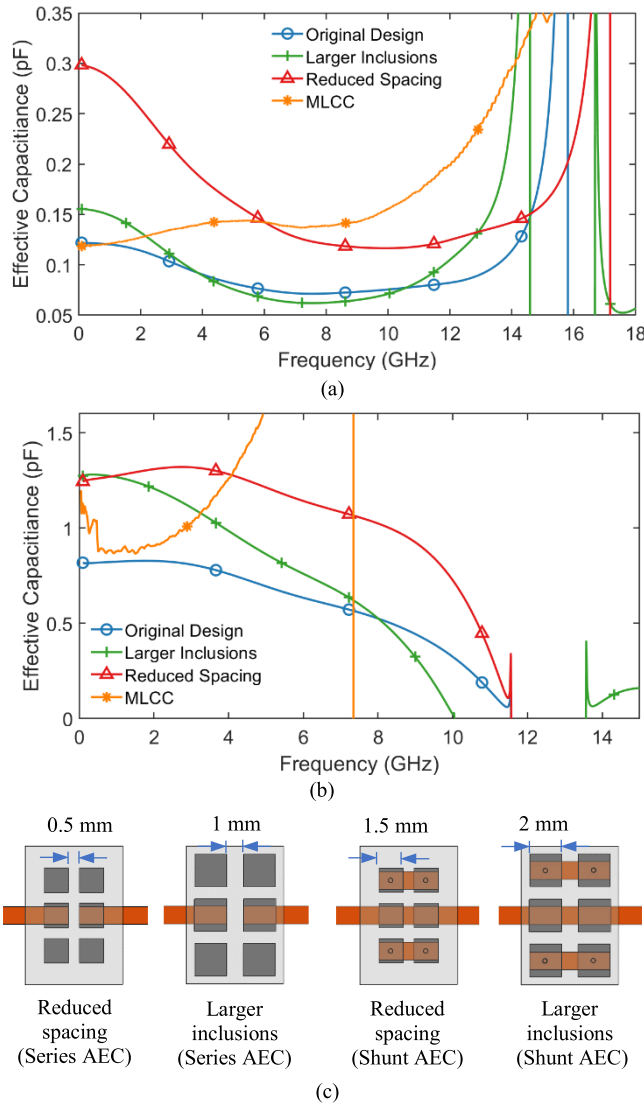 0.35
0.3
0.25
0.2
0.15
0.1
0.05
Effective Capacitiance (pF)
Original Design
Larger Inclusions
Reduced Spacing
MLCC
0 2 4 6 8 10 12 14 16 18
Frequency (GHz)
(a)
1.5
1
0.5
0
Effective Capacitiance (pF)
Original Design
Larger Inclusions
Reduced Spacing
MLCC
0 2 4 6 8 10 12 14
Frequency (GHz)
(b)
0.5 mm
1 mm
1.5 mm
2 mm
Reduced
spacing
(Series AEC)
Larger
inclusions
(Series AEC)
Reduced
spacing
(Shunt AEC)
Larger
inclusions
(Shunt AEC)
(c)